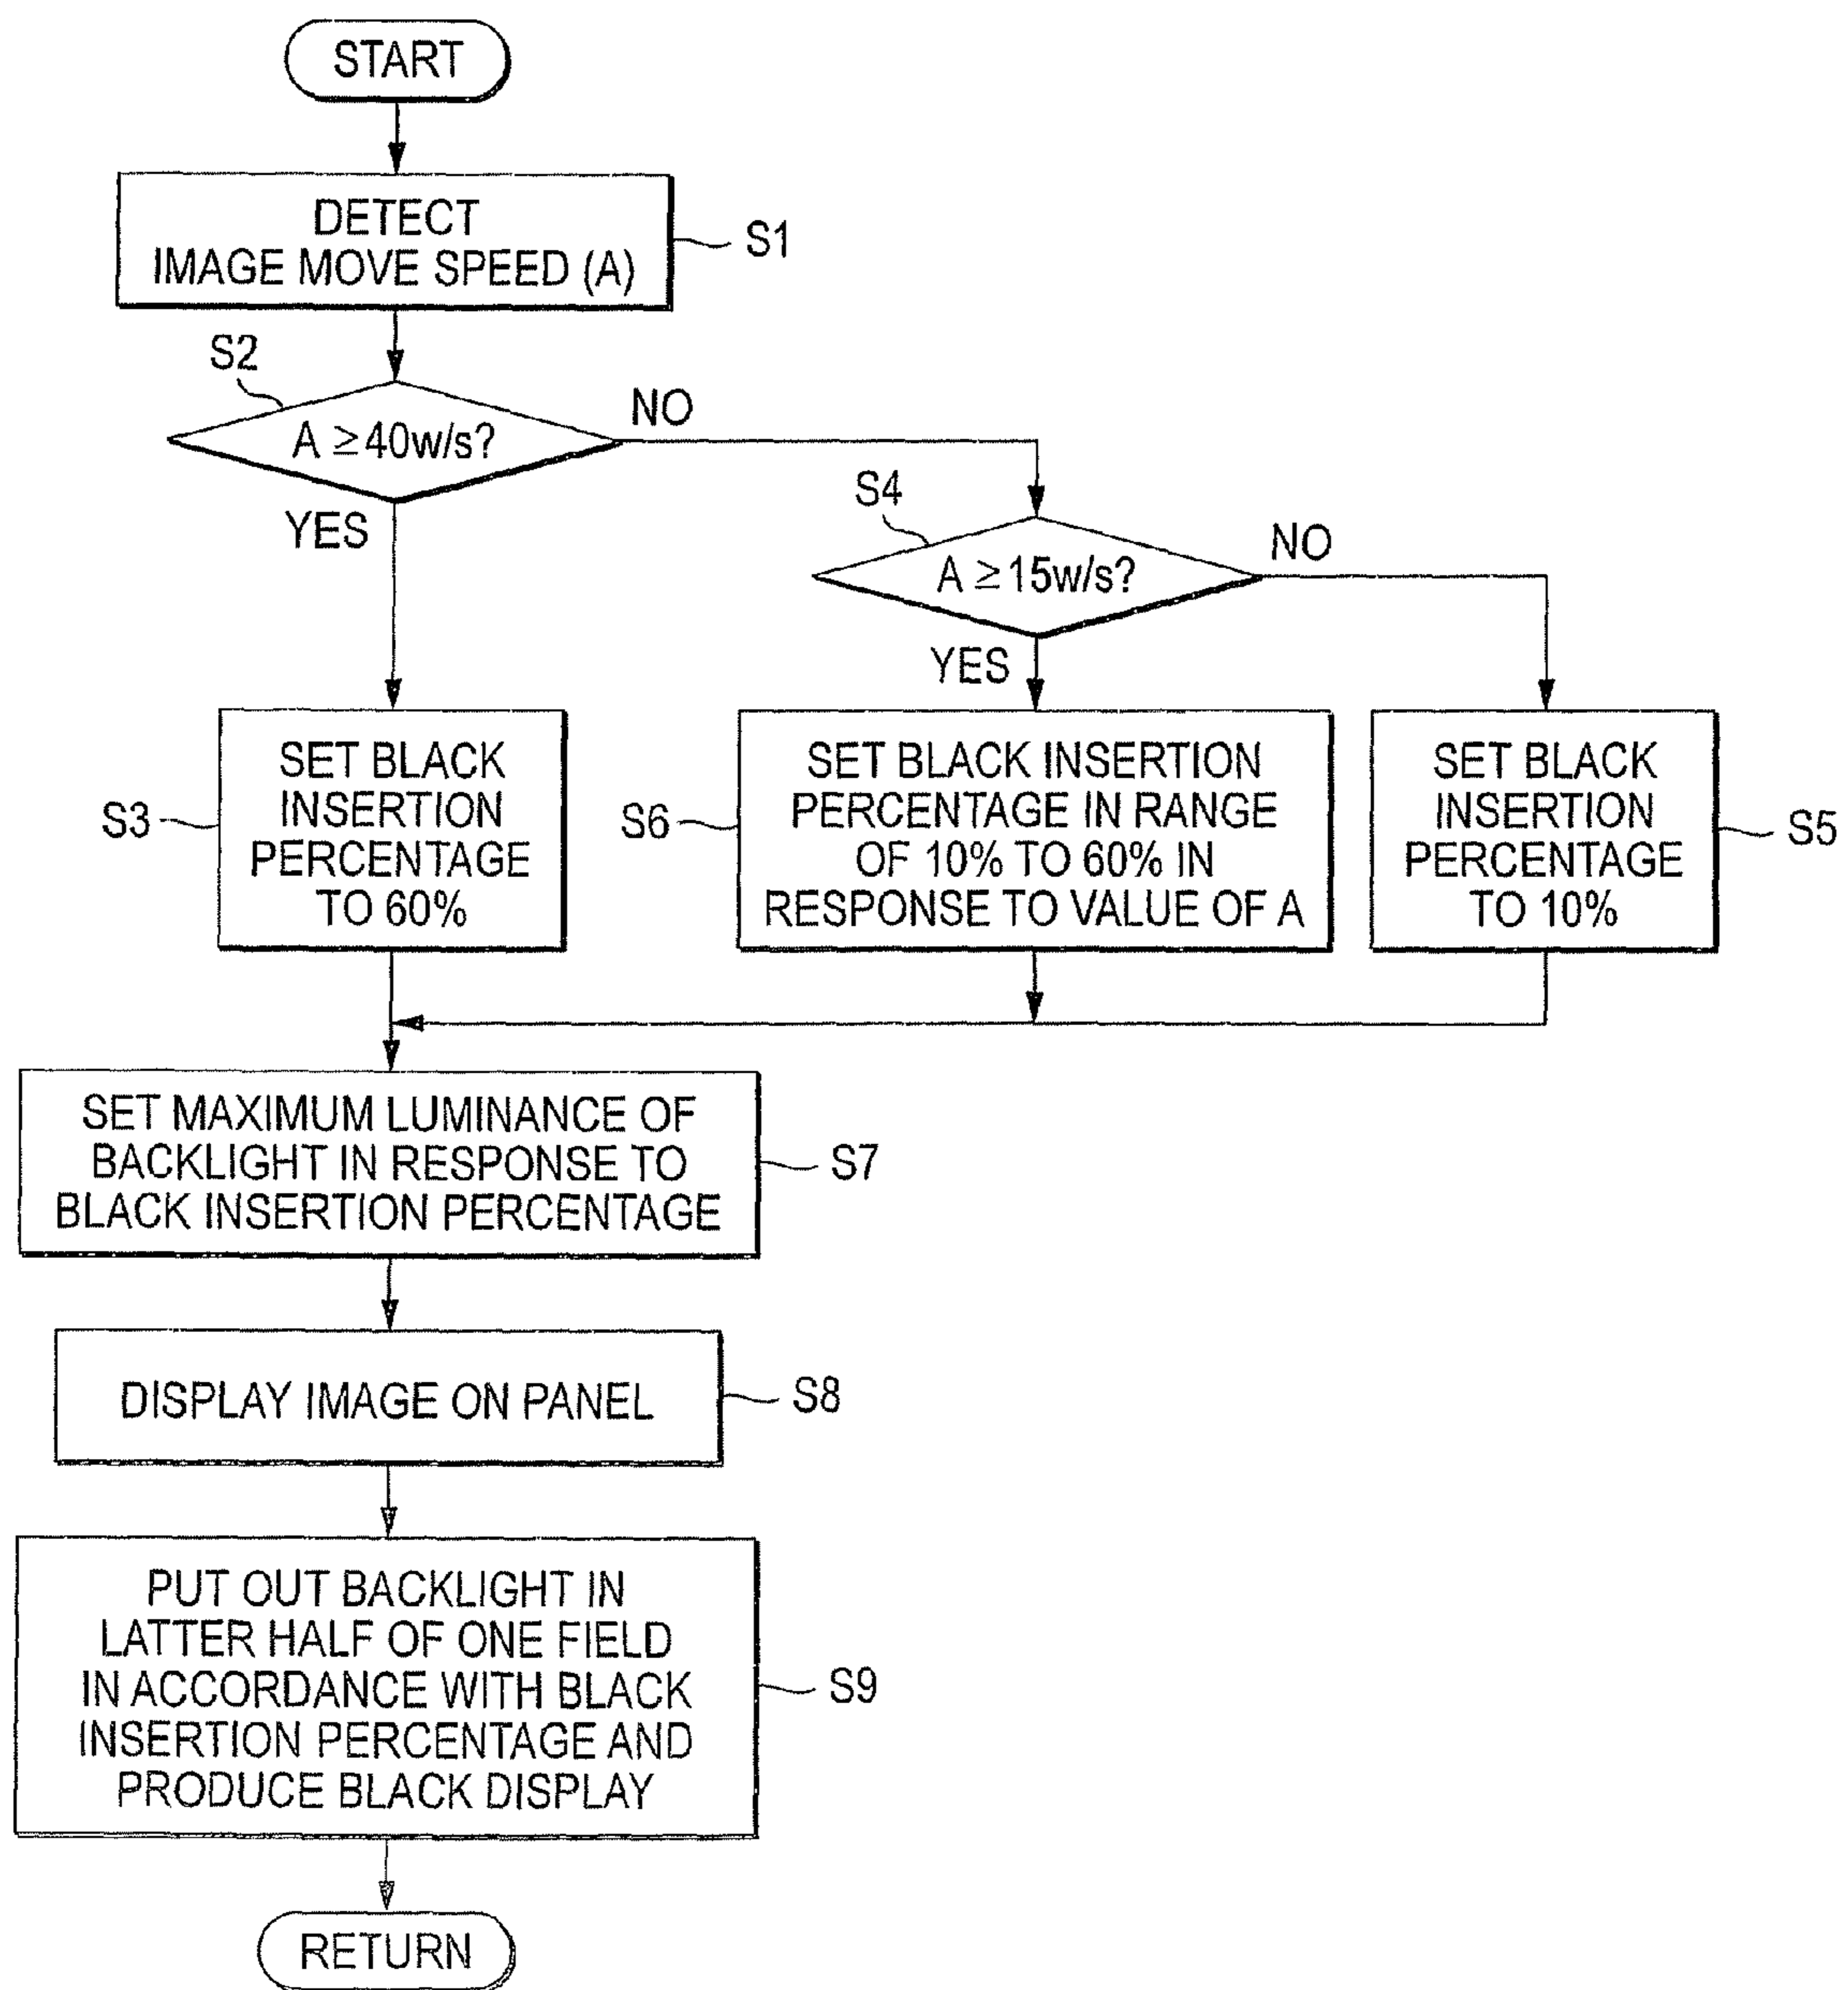 START
DETECT
IMAGE MOVE SPEED (A)
S1
S2
A ≧40w/s?
NO
YES
S4
A ≧15w/s?
NO
YES
S3
SET BLACK
INSERTION
PERCENTAGE
TO 60%
S6
SET BLACK INSERTION
PERCENTAGE IN RANGE
OF 10% TO 60% IN
RESPONSE TO VALUE OF A
SET BLACK
INSERTION
PERCENTAGE
TO 10%
S5
SET MAXIMUM LUMINANCE OF
BACKLIGHT IN RESPONSE TO
BLACK INSERTION PERCENTAGE
S7
DISPLAY IMAGE ON PANEL
S8
PUT OUT BACKLIGHT IN
LATTER HALF OF ONE FIELD
IN ACCORDANCE WITH BLACK
INSERTION PERCENTAGE AND
PRODUCE BLACK DISPLAY
S9
RETURN